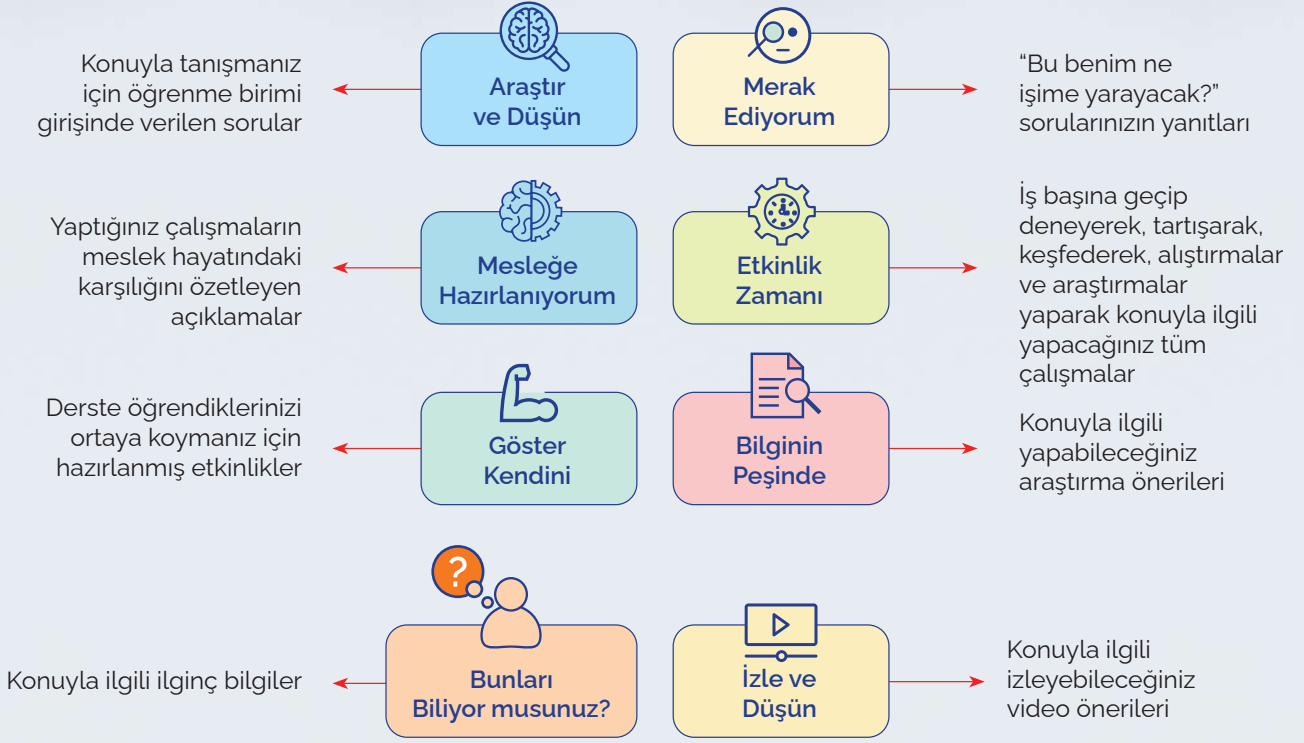 Konuyla tanışmanız
için öğrenme birimi
girişinde verilen sorular
Araştır
ve Düşün
Merak
Ediyorum
“Bu benim ne
işime yarayacak?”
sorularınızın yanıtları
Yaptığınız çalışmaların
meslek hayatındaki
karşılığını özetleyen
açıklamalar
Mesleğe
Hazırlanıyorum
Etkinlik
Zamanı
İş başına geçip
deneyerek, tartışarak,
keşfederek, alıştırmalar
ve araştırmalar
yaparak konuyla ilgili
yapacağınız tüm
çalışmalar
Derste öğrendiklerinizi
ortaya koymanız için
hazırlanmış etkinlikler
Göster
Kendini
Bilginin
Peşinde
Konuyla ilgili
yapabileceğiniz
araştırma önerileri
Konuyla ilgili ilginç bilgiler
?
Bunları
Biliyor musunuz?
İzle ve
Düşün
Konuyla ilgili
izleyebileceğiniz
video önerileri